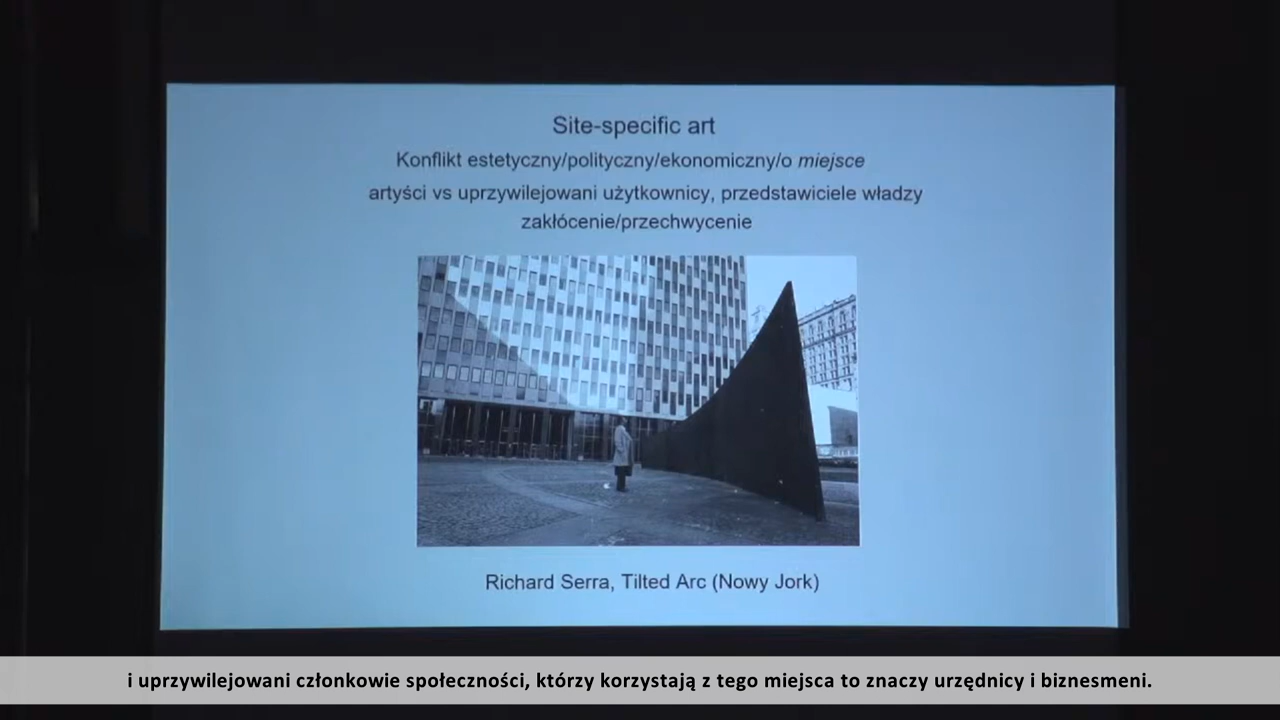 Site-specific art
Konflikt estetyczny/polityczny/ekonomiczny/o miejsce
artyści vs uprzywilejowani użytkownicy, przedstawiciele władzy
zakłócenie/przechwycenie
Richard Serra, Tilted Arc (Nowy Jork)
i uprzywilejowani członkowie społeczności, którzy korzystają z tego miejsca to znaczy urzędnicy i biznesmeni.